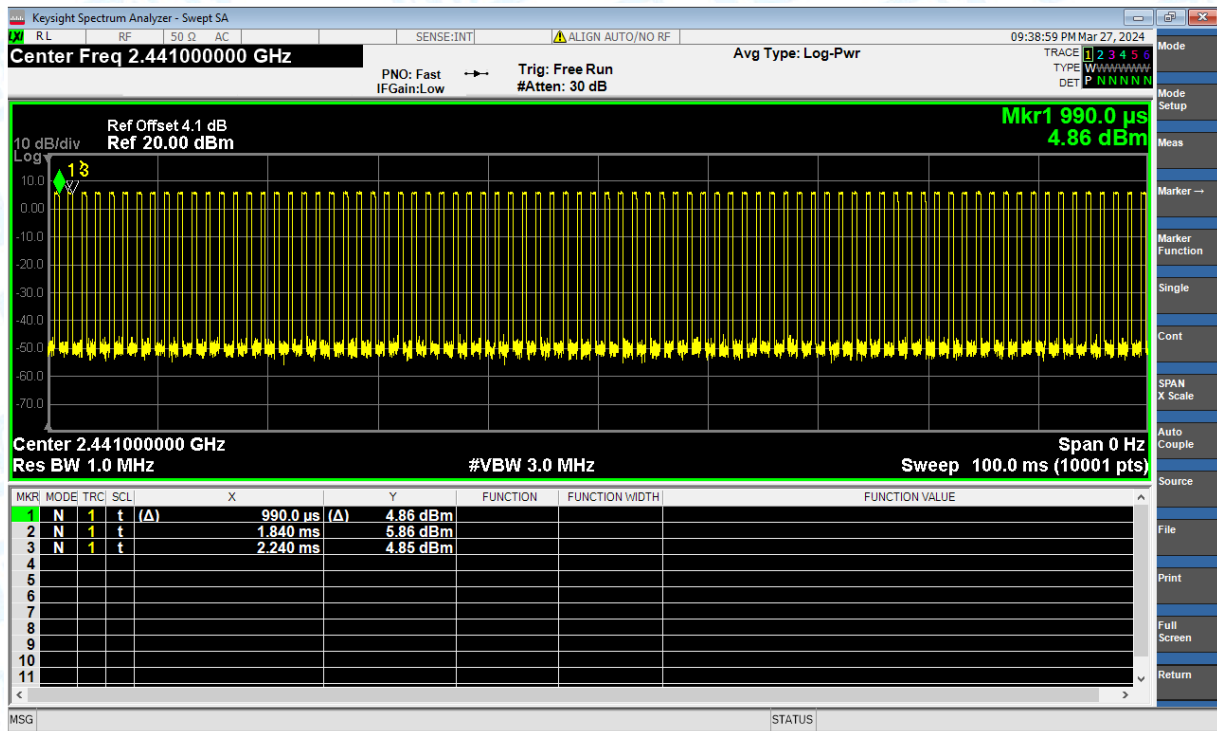 Keysight Spectrum Analyzer - Swept SA
LXI RL RF 50 Ω AC SENSE:INT ALIGN AUTO/NO RF 09:38:59 PM Mar 27, 2024
Center Freq 2.441000000 GHz
PNO: Fast
IFGain:Low
Trig: Free Run
#Atten: 30 dB
Avg Type: Log-Pwr
TRACE 1 2 3 4 5 6
TYPE WWWWWW
DET P N N N N N
Mkr1 990.0 µs
4.86 dBm
Ref Offset 4.1 dB
10 dB/div Ref 20.00 dBm
Log
1 3
10.0
0.00
-10.0
-20.0
-30.0
-40.0
-50.0
-60.0
-70.0
Center 2.441000000 GHz Span 0 Hz
Res BW 1.0 MHz #VBW 3.0 MHz Sweep 100.0 ms (10001 pts)
MKR MODE TRC SCL X Y FUNCTION FUNCTION WIDTH FUNCTION VALUE
1 N 1 t (Δ) 990.0 µs (Δ) 4.86 dBm
2 N 1 t 1.840 ms 5.86 dBm
3 N 1 t 2.240 ms 4.85 dBm
4
5
6
7
8
9
10
11
MSG STATUS
Mode
Mode
Setup
Meas
Marker →
Marker
Function
Single
Cont
SPAN
X Scale
Auto
Couple
Source
File
Print
Full
Screen
Return